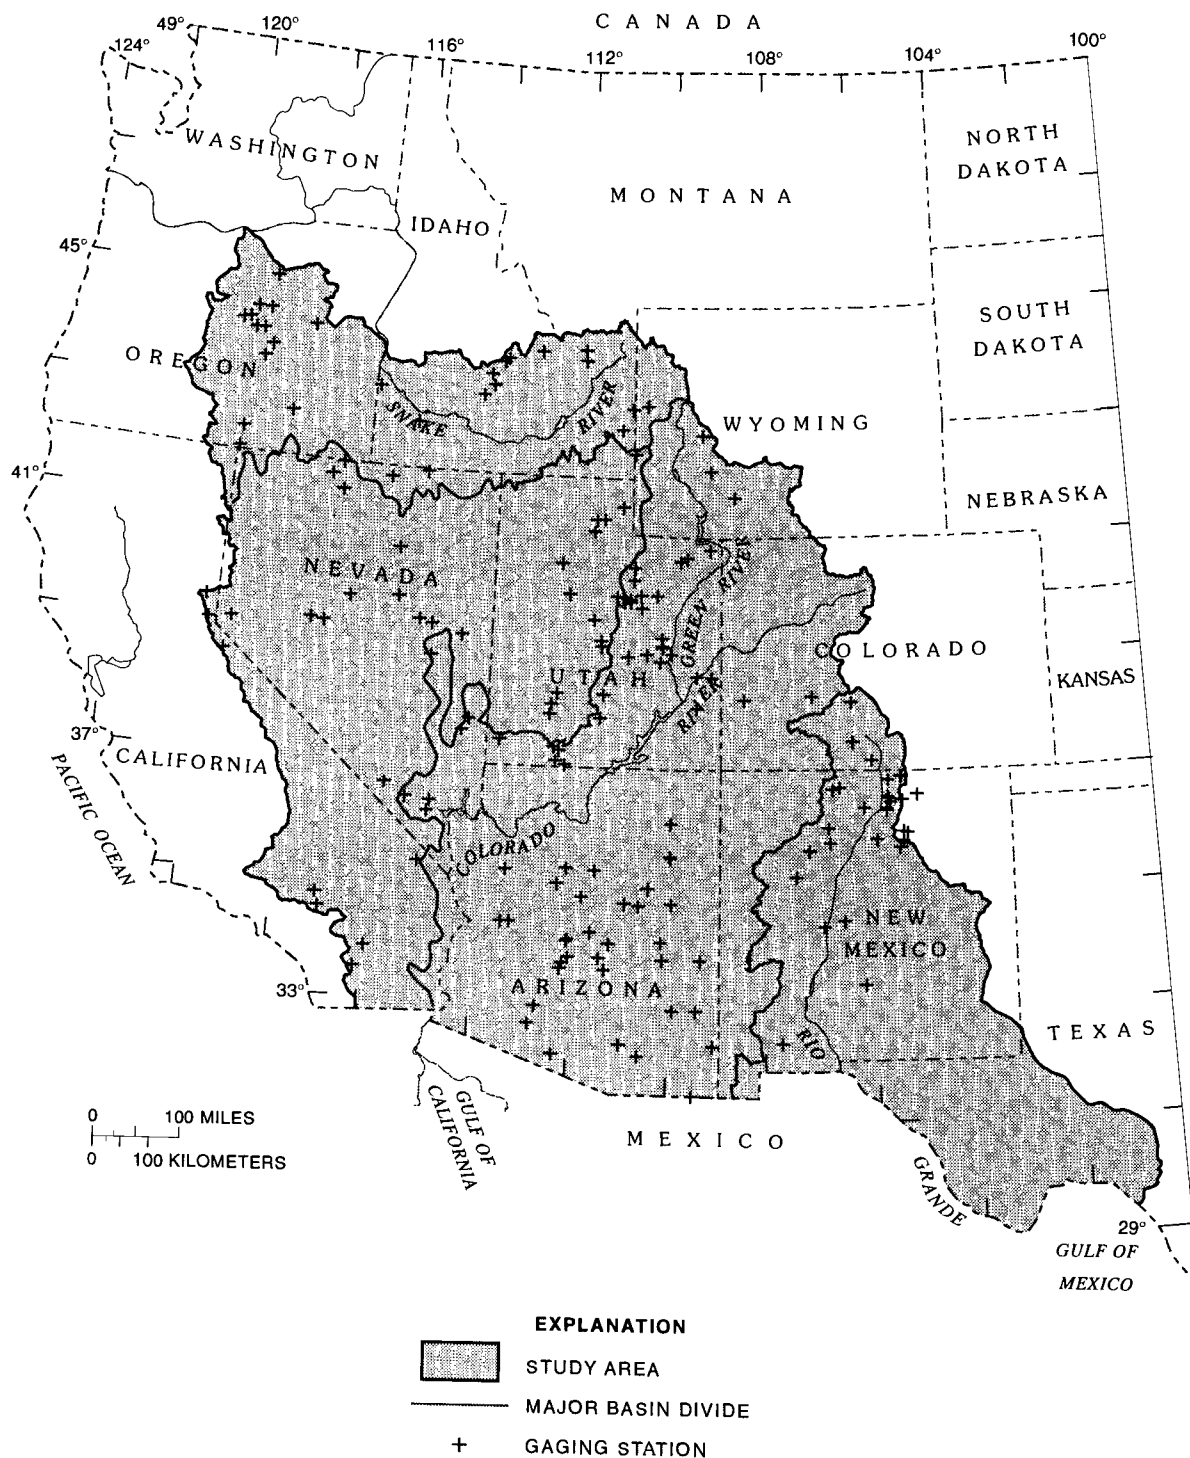 CANADA
49°
120°
124°
116°
112°
108°
104°
100°
WASHINGTON
NORTH
DAKOTA
MONTANA
IDAHO
45°
SOUTH
DAKOTA
OREGON
SNAKE
RIVER
WYOMING
41°
NEBRASKA
NEVADA
GREEN
RIVER
COLORADO
UTAH
KANSAS
RIVER
37°
CALIFORNIA
PACIFIC OCEAN
COLORADO
NEW
MEXICO
ARIZONA
33°
TEXAS
RIO
GRANDE
0 100 MILES
0 100 KILOMETERS
GULF OF
CALIFORNIA
MEXICO
29°
GULF OF
MEXICO
EXPLANATION
STUDY AREA
MAJOR BASIN DIVIDE
GAGING STATION